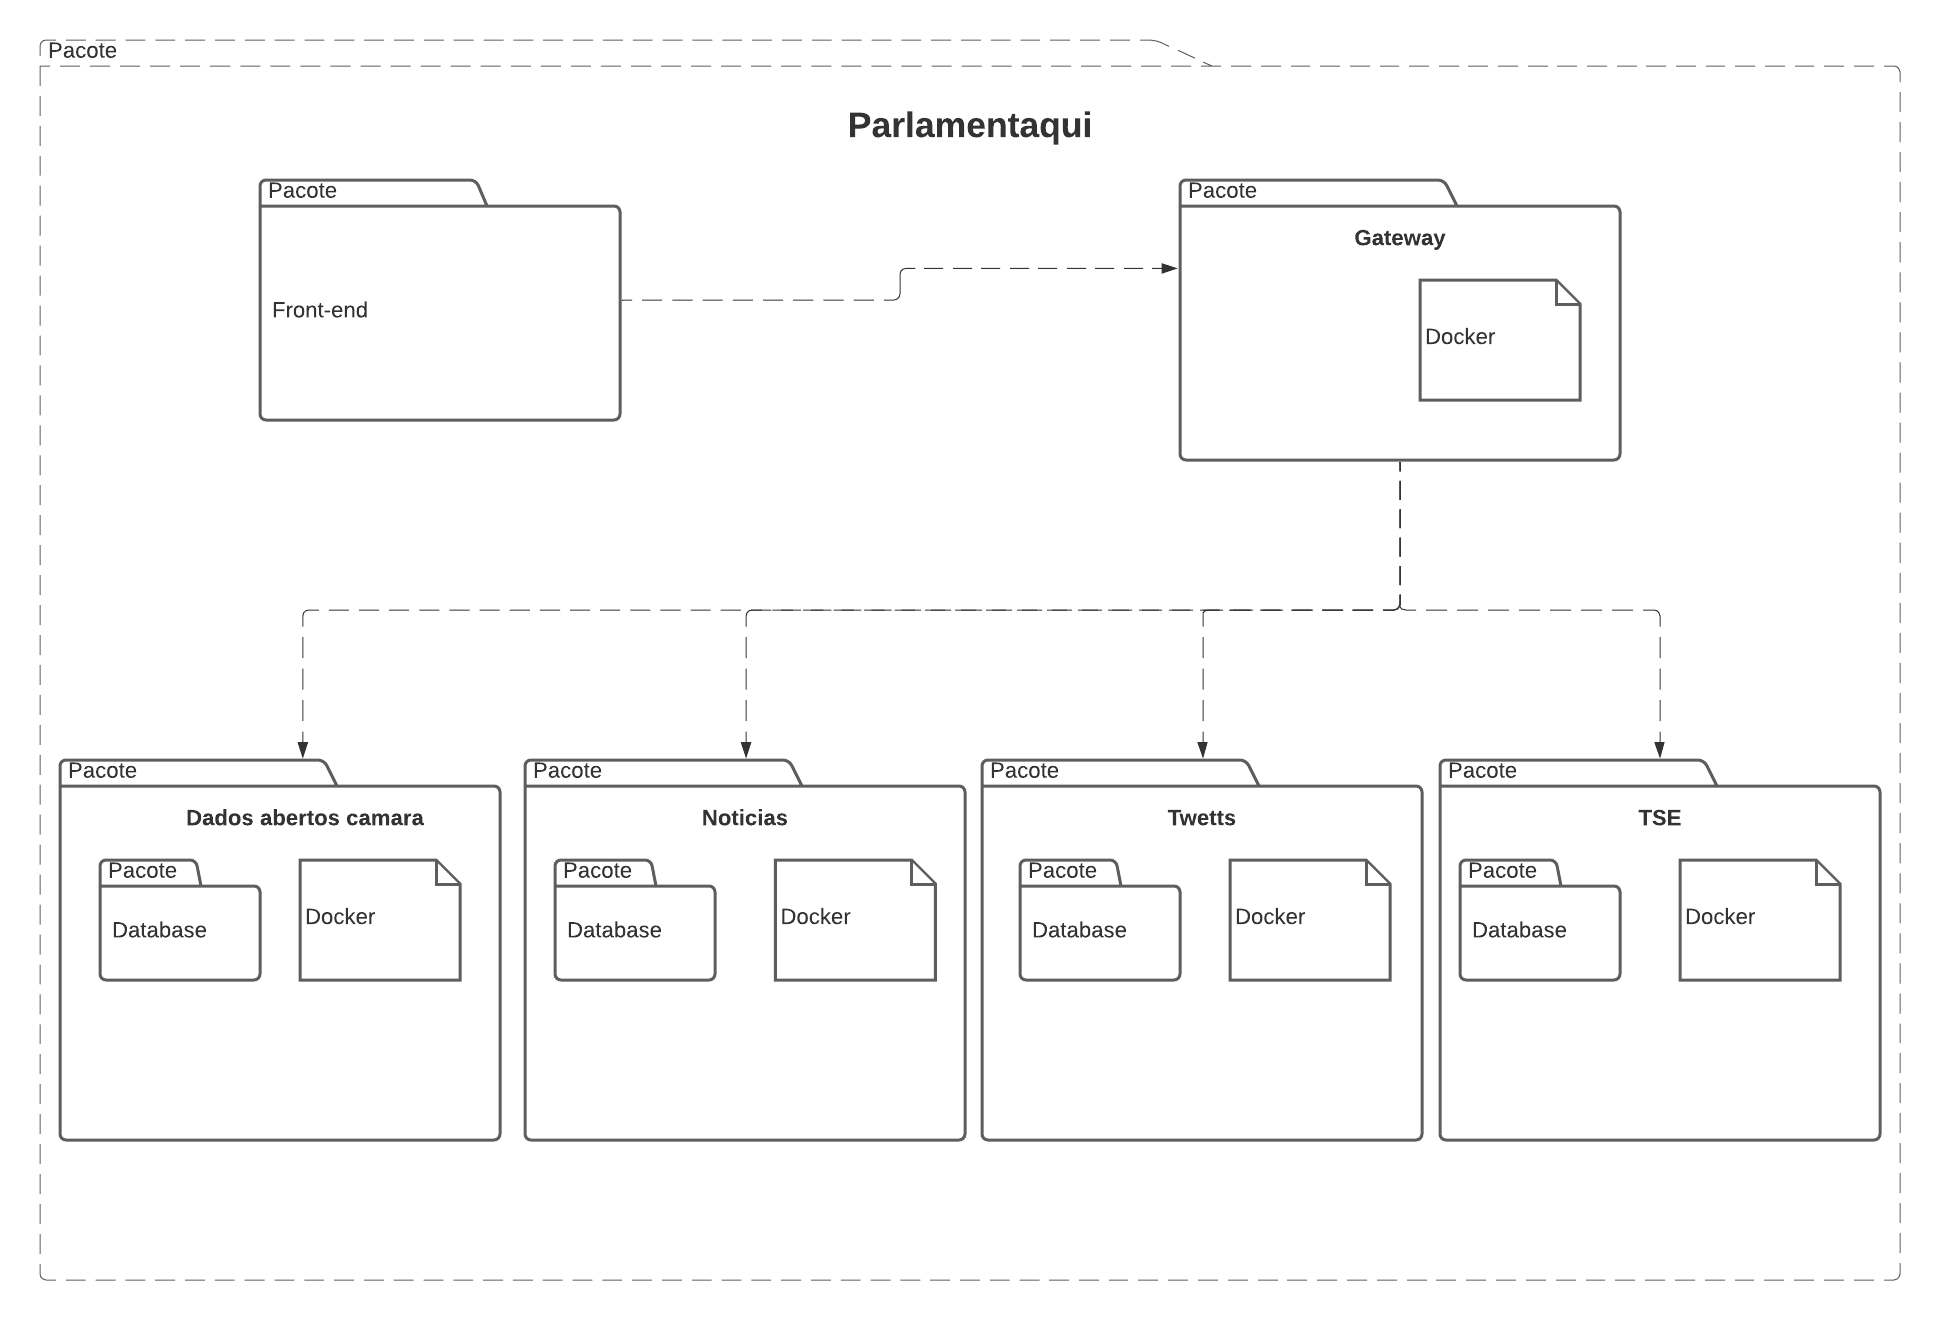 Pacote
Parlamentaqui
Pacote
Front-end
Pacote
Gateway
Docker
Pacote
Dados abertos camara
Pacote
Database
Docker
Pacote
Noticias
Pacote
Database
Docker
Pacote
Twetts
Pacote
Database
Docker
Pacote
TSE
Pacote
Database
Docker